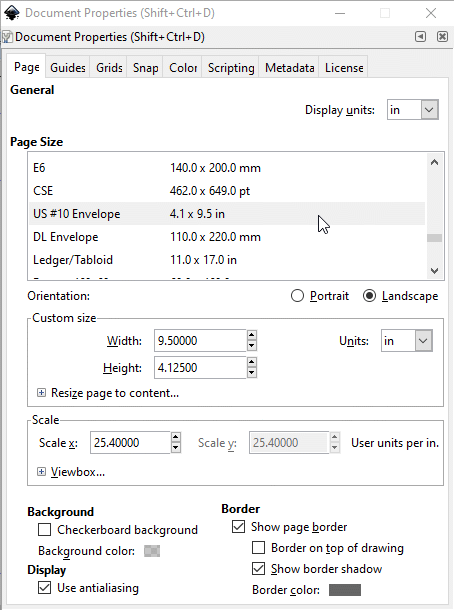 Document Properties (Shift+Ctrl+D)
Document Properties (Shift+Ctrl+D)
Page Guides Grids Snap Color Scripting Metadata License
General
Display units: in
Page Size
E6 140.0 x 200.0 mm
CSE 462.0 x 649.0 pt
US #10 Envelope 4.1 x 9.5 in
DL Envelope 110.0 x 220.0 mm
Ledger/Tabloid 11.0 x 17.0 in
Orientation: Portrait Landscape
Custom size
Width: 9.50000 Units: in
Height: 4.12500
Resize page to content...
Scale
Scale x: 25.40000 Scale y: 25.40000 User units per in.
Viewbox...
Background
Checkerboard background
Background color:
Display
Use antialiasing
Border
Show page border
Border on top of drawing
Show border shadow
Border color: